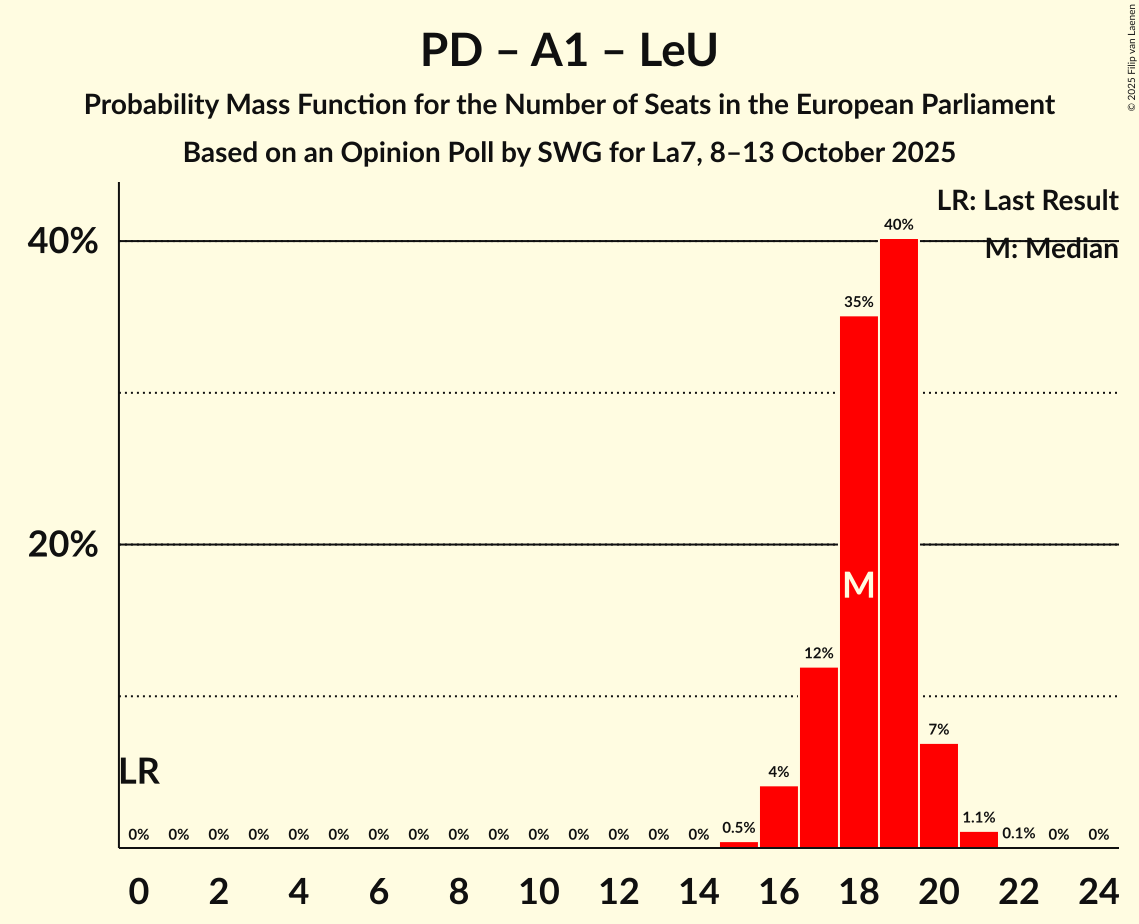 PD – A1 – LeU
Probability Mass Function for the Number of Seats in the European Parliament
Based on an Opinion Poll by SWG for La7, 8–13 October 2025
© 2025 Filip van Laenen
LR: Last Result
M: Median
40%
20%
40%
35%
M
12%
7%
4%
LR
0% 0% 0% 0% 0% 0% 0% 0% 0% 0% 0% 0% 0% 0% 0% 0.5% 1.1% 0.1% 0% 0%
0 2 4 6 8 10 12 14 16 18 20 22 24